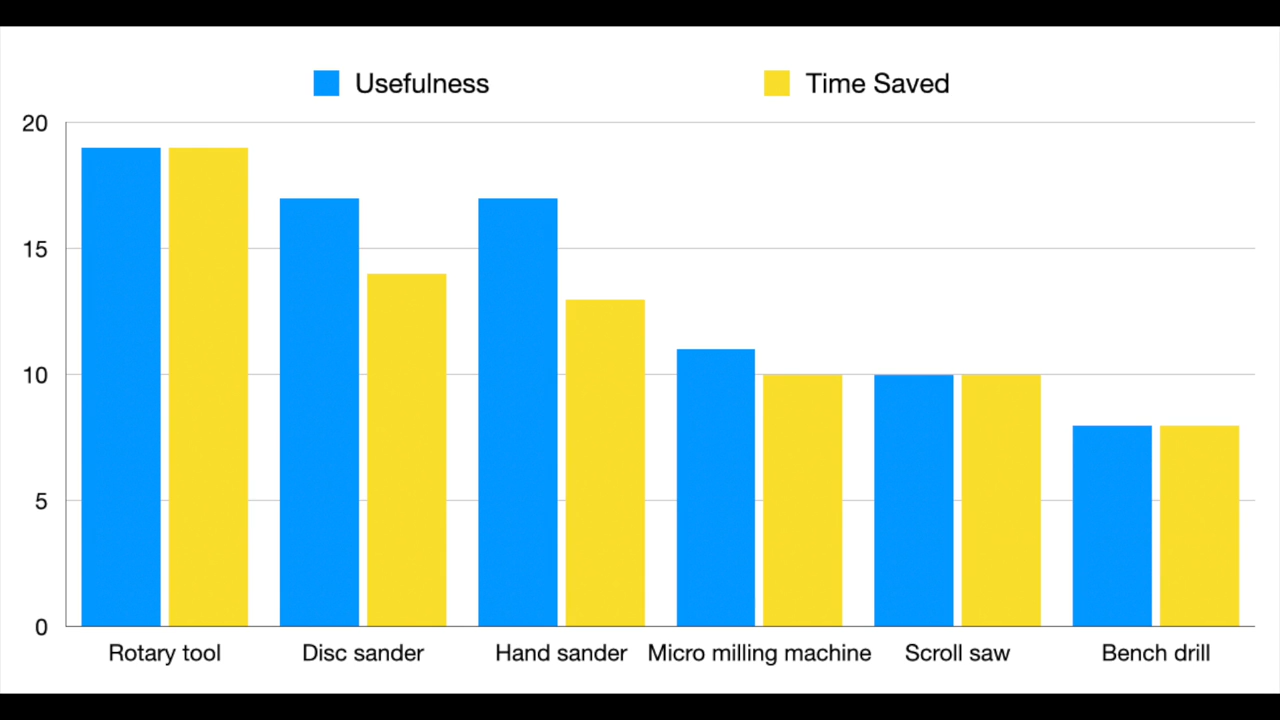 Usefulness
Time Saved
20
15
10
5
0
Rotary tool
Disc sander
Hand sander
Micro milling machine
Scroll saw
Bench drill